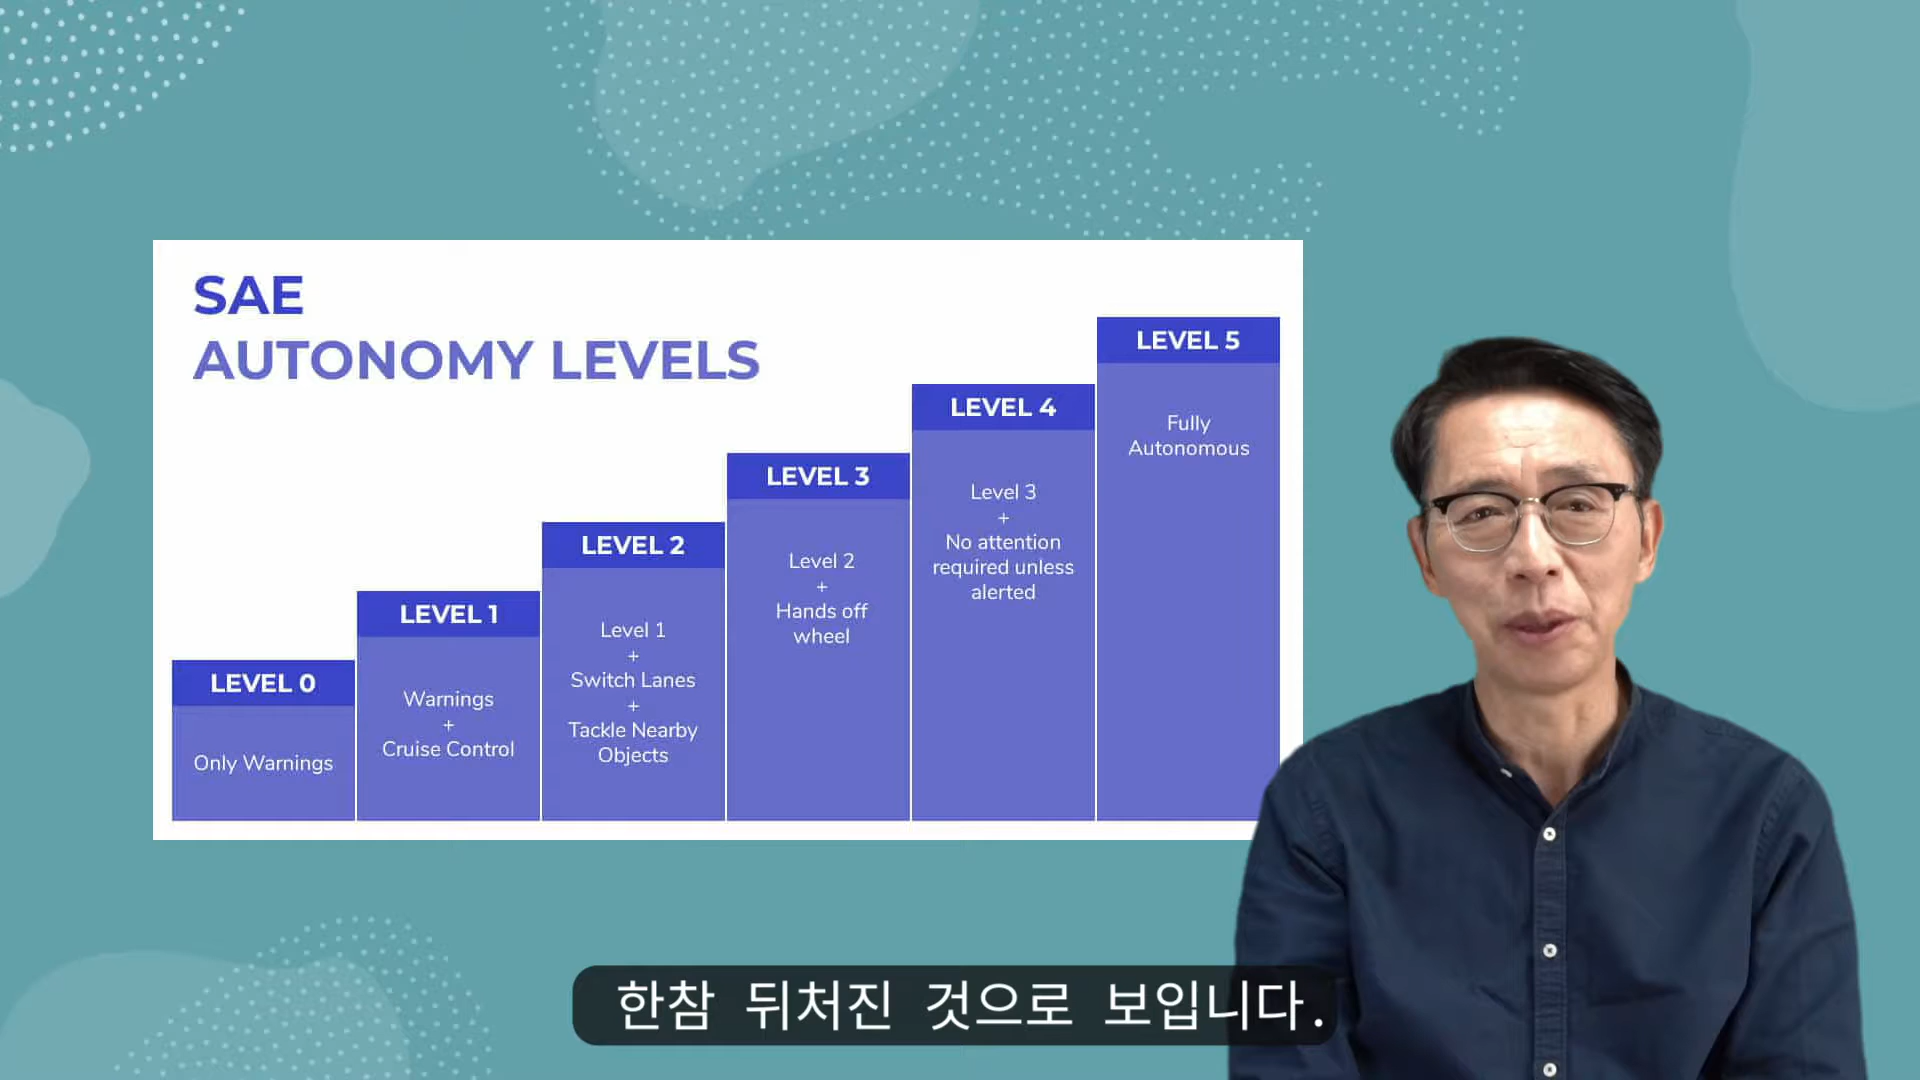 SAE
AUTONOMY LEVELS
LEVEL 0
Only Warnings
LEVEL 1
Warnings
+
Cruise Control
LEVEL 2
Level 1
+
Switch Lanes
+
Tackle Nearby
Objects
LEVEL 3
Level 2
+
Hands off
wheel
LEVEL 4
Level 3
+
No attention
required unless
alerted
LEVEL 5
Fully
Autonomous
한참 뒤처진 것으로 보입니다.